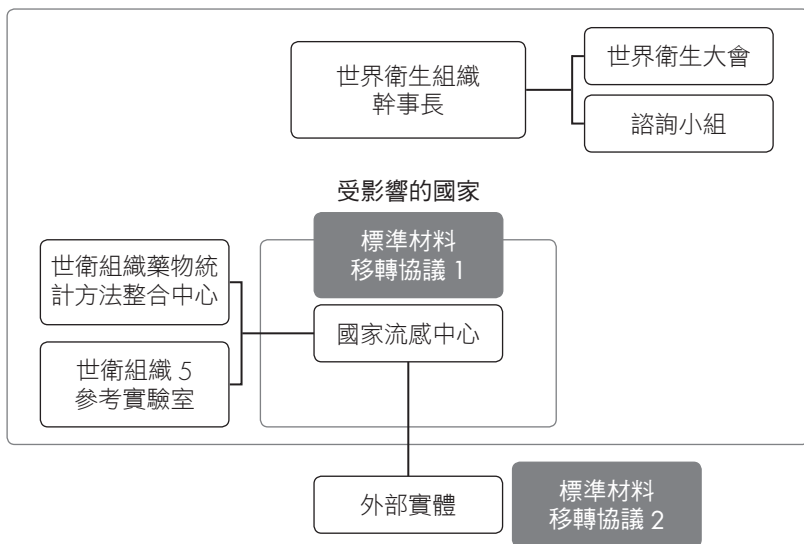 世界衛生組織
幹事長
世界衛生大會
諮詢小組
受影響的國家
標準材料
移轉協議 1
世衛組織藥物統
計方法整合中心
國家流感中心
世衛組織 5
參考實驗室
外部實體
標準材料
移轉協議 2